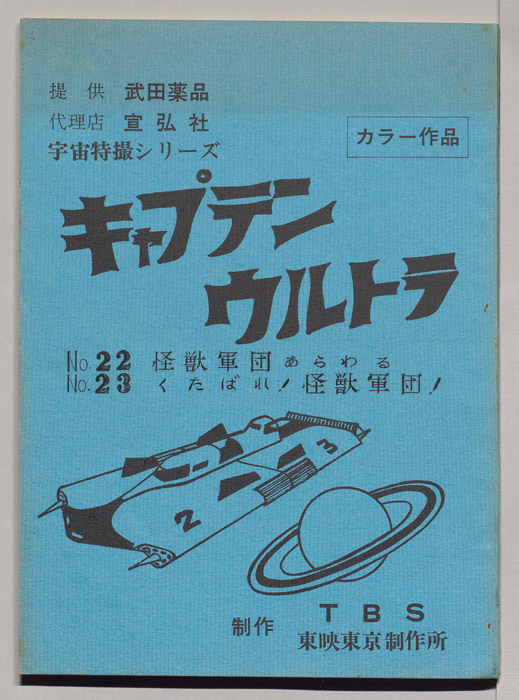 提供 武田薬品
代理店 宣弘社
宇宙特撮シリーズ
カラー作品
キャプテン
ウルトラ
No.22 怪獣軍団あらわる
No.23 くたばれ!怪獣軍団!
3
2
制作 TBS
東映東京制作所